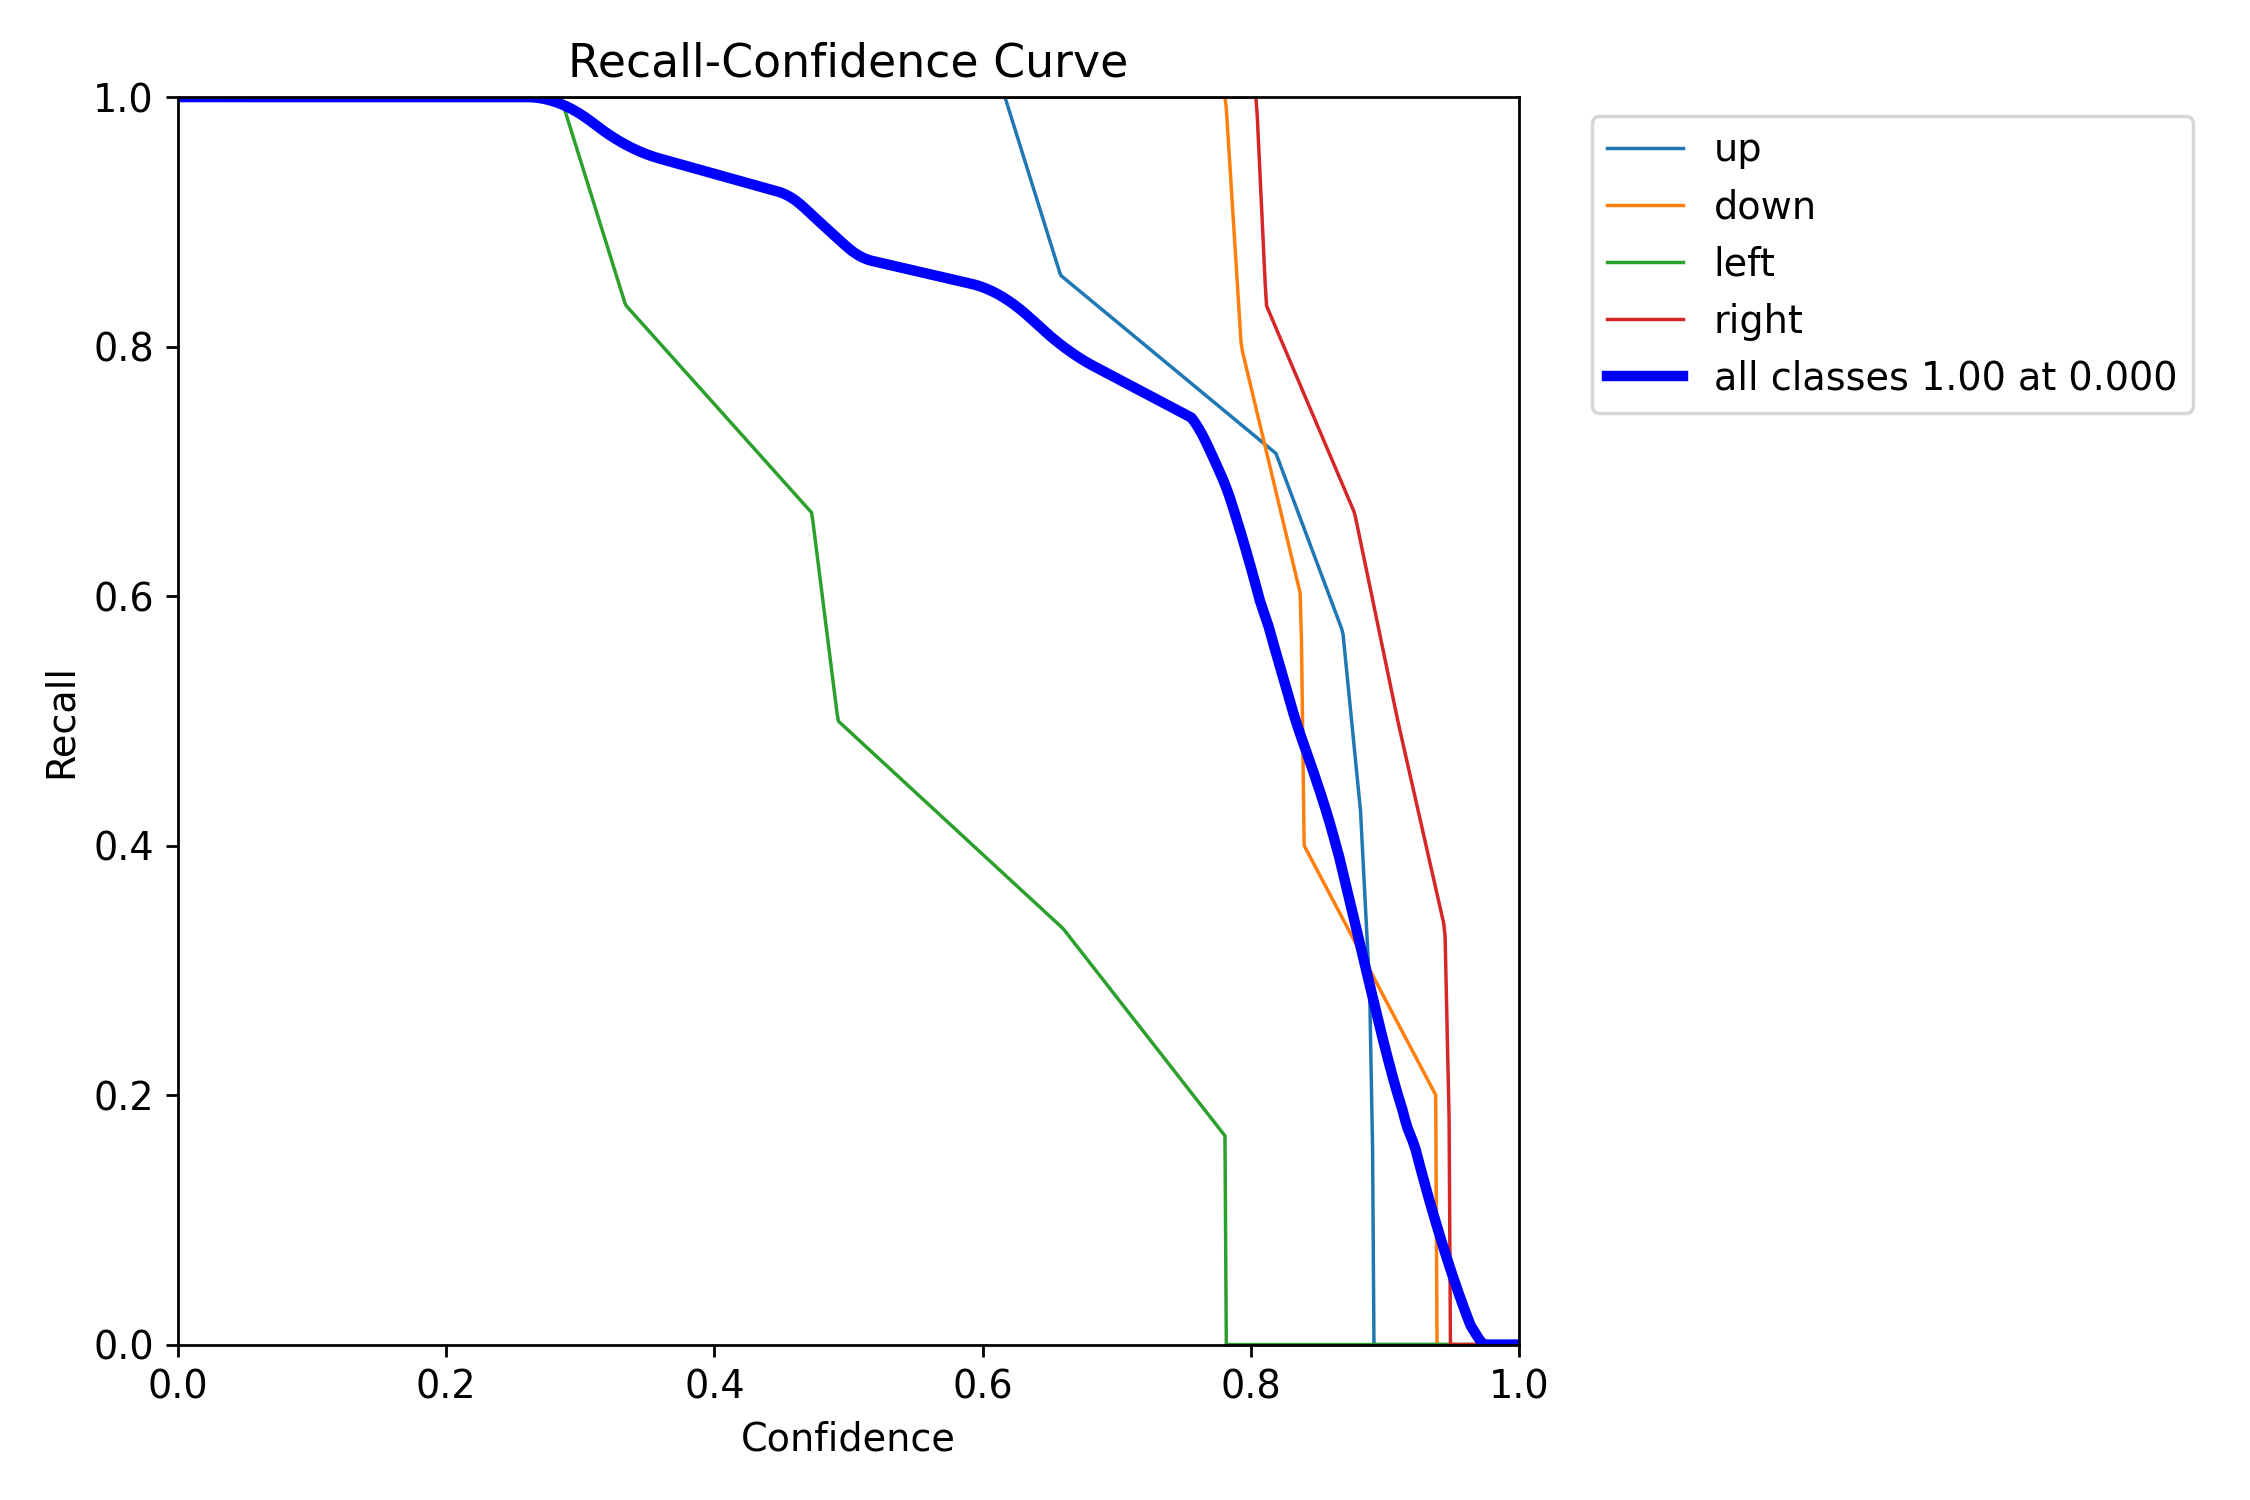 Recall-Confidence Curve
1.0
0.8
0.6
0.4
0.2
0.0
Recall
0.0 0.2 0.4 0.6 0.8 1.0
Confidence
up
down
left
right
all classes 1.00 at 0.000